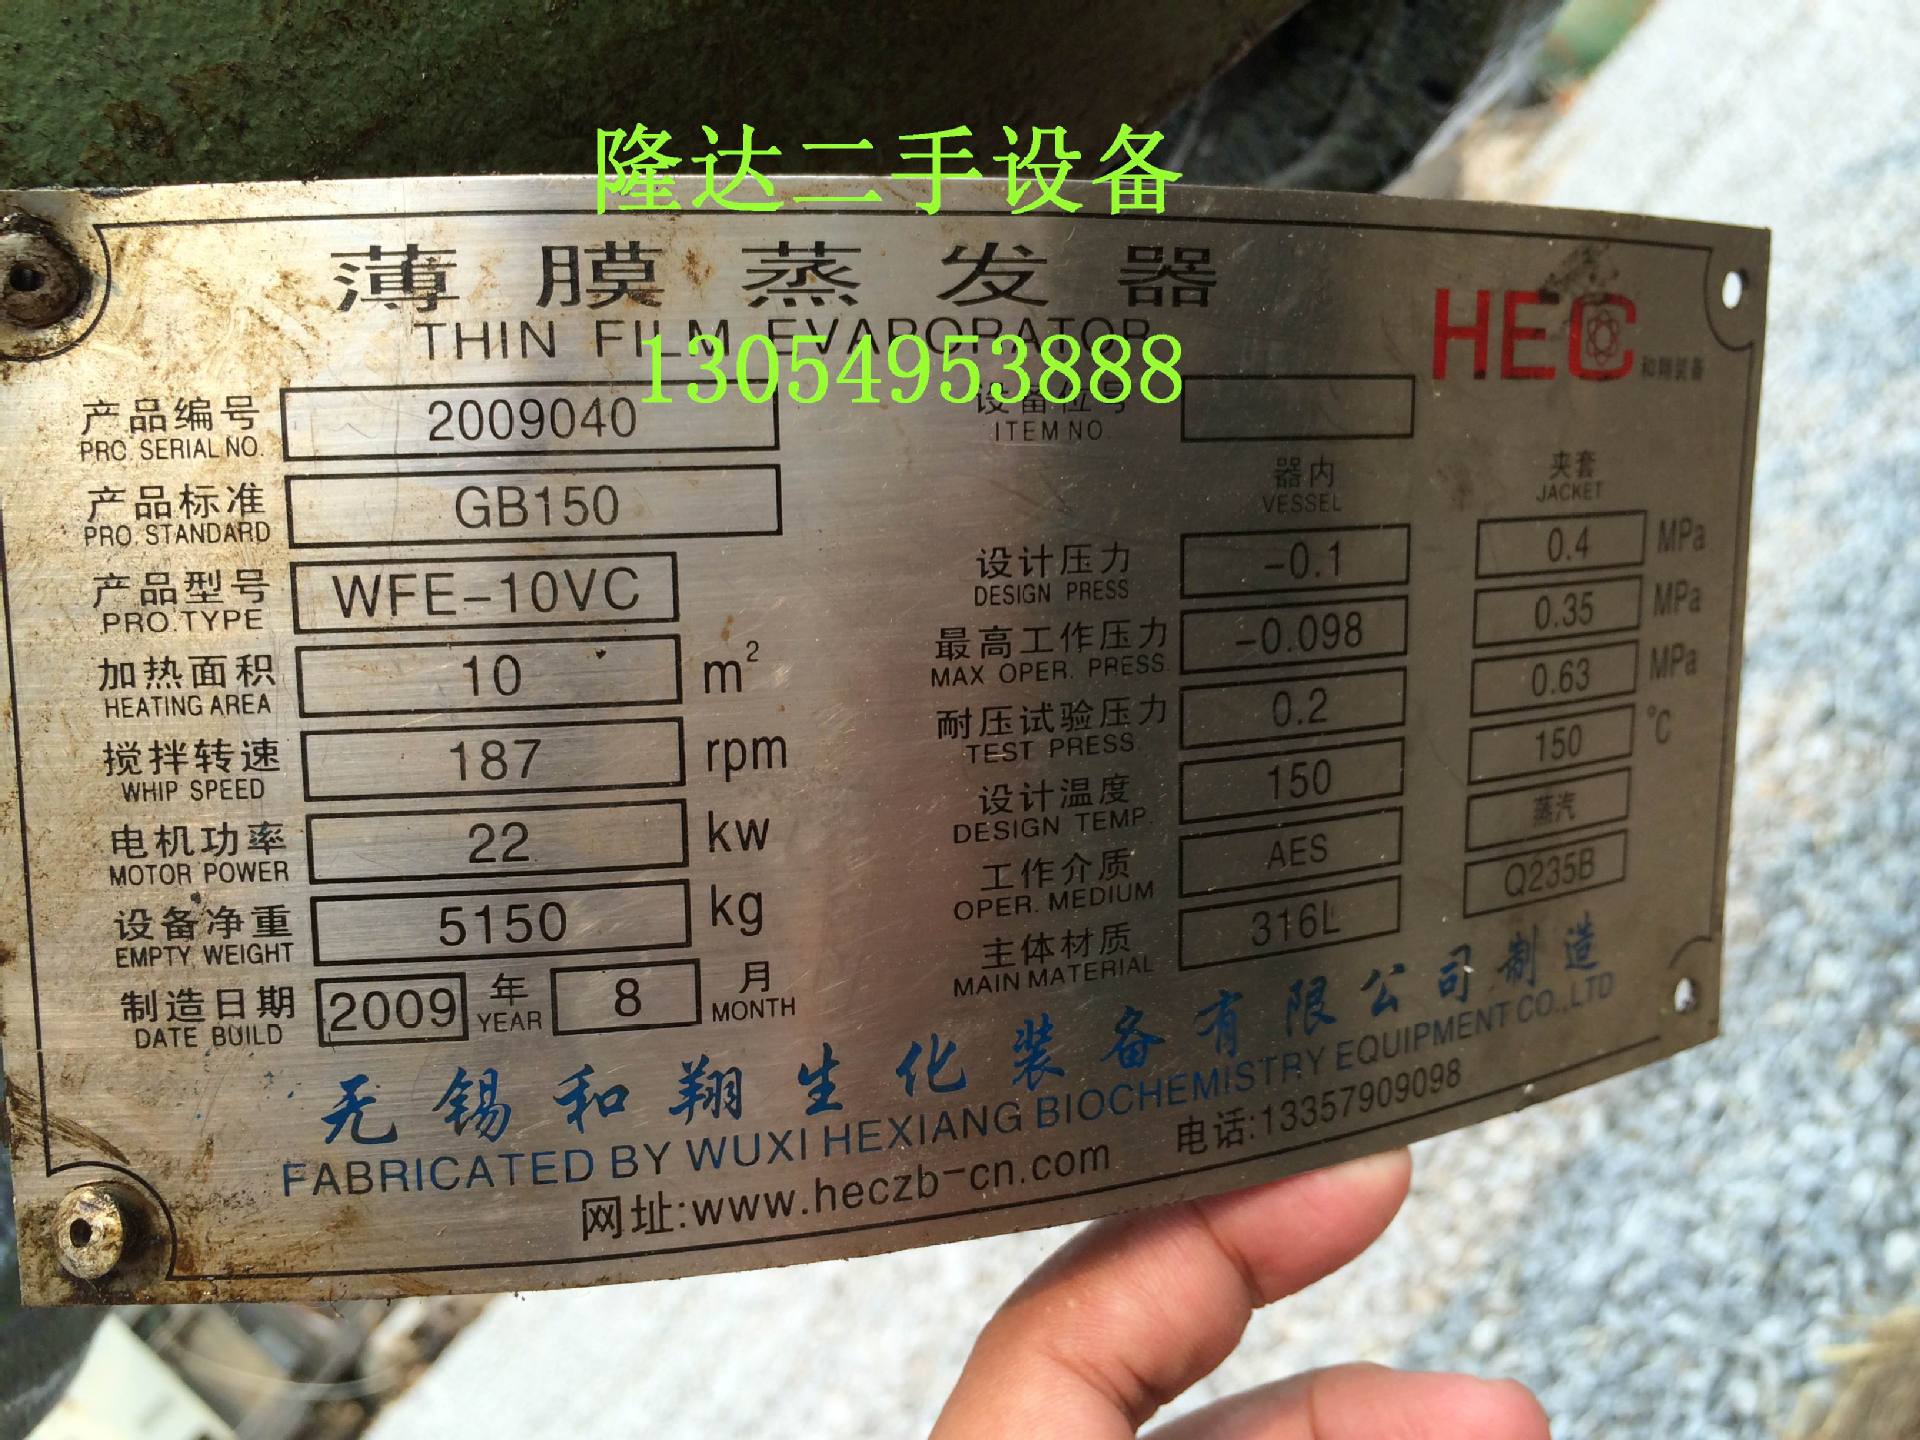 隆达二手设备
薄膜蒸发器
THIN FILM EVAPORATOR
13054953888
HEC 和翔装备
产品编号 2009040
PRO. SERIAL NO.
设备位号
ITEM NO.
产品标准 GB150
PRO. STANDARD
产品型号 WFE-10VC
PRO. TYPE
加热面积 10 m²
HEATING AREA
搅拌转速 187 rpm
WHIP SPEED
电机功率 22 kw
MOTOR POWER
设备净重 5150 kg
EMPTY WEIGHT
制造日期 2009 年 8 月
DATE BUILD YEAR MONTH
器内 夹套
VESSEL JACKET
设计压力 -0.1 0.4 MPa
DESIGN PRESS
最高工作压力 -0.098 0.35 MPa
MAX OPER. PRESS.
耐压试验压力 0.2 0.63 MPa
TEST PRESS.
设计温度 150 150 °C
DESIGN TEMP.
工作介质 AES 蒸汽
OPER. MEDIUM
主体材质 316L Q235B
MAIN MATERIAL
无锡和翔生化装备有限公司制造
FABRICATED BY WUXI HEXIANG BIOCHEMISTRY EQUIPMENT CO.,LTD
网址:www.heczb-cn.com 电话:13357909098